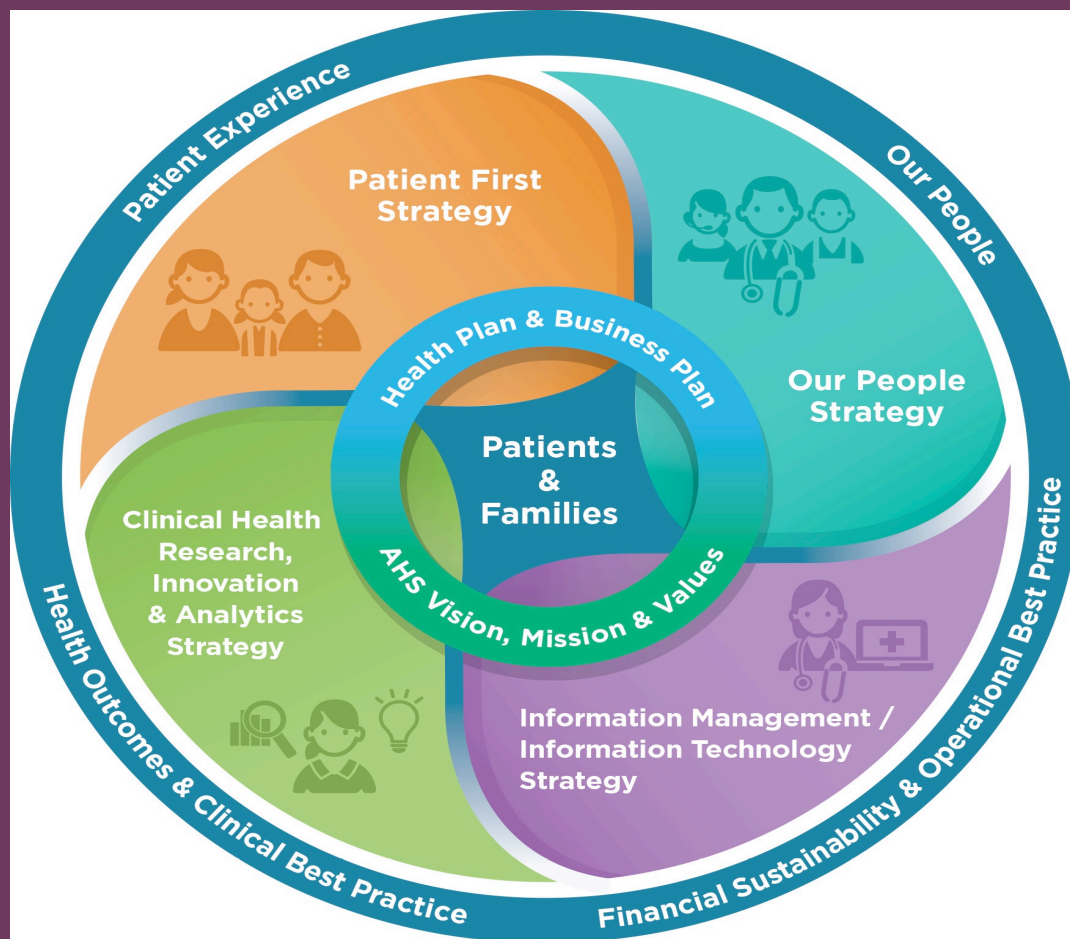 Patient Experience
Our People
Patient First
Strategy
Our People
Strategy
Health Plan & Business Plan
Patients
&
Families
AHS Vision, Mission & Values
Clinical Health
Research,
Innovation
& Analytics
Strategy
Information Management /
Information Technology
Strategy
Health Outcomes & Clinical Best Practice
Financial Sustainability & Operational Best Practice